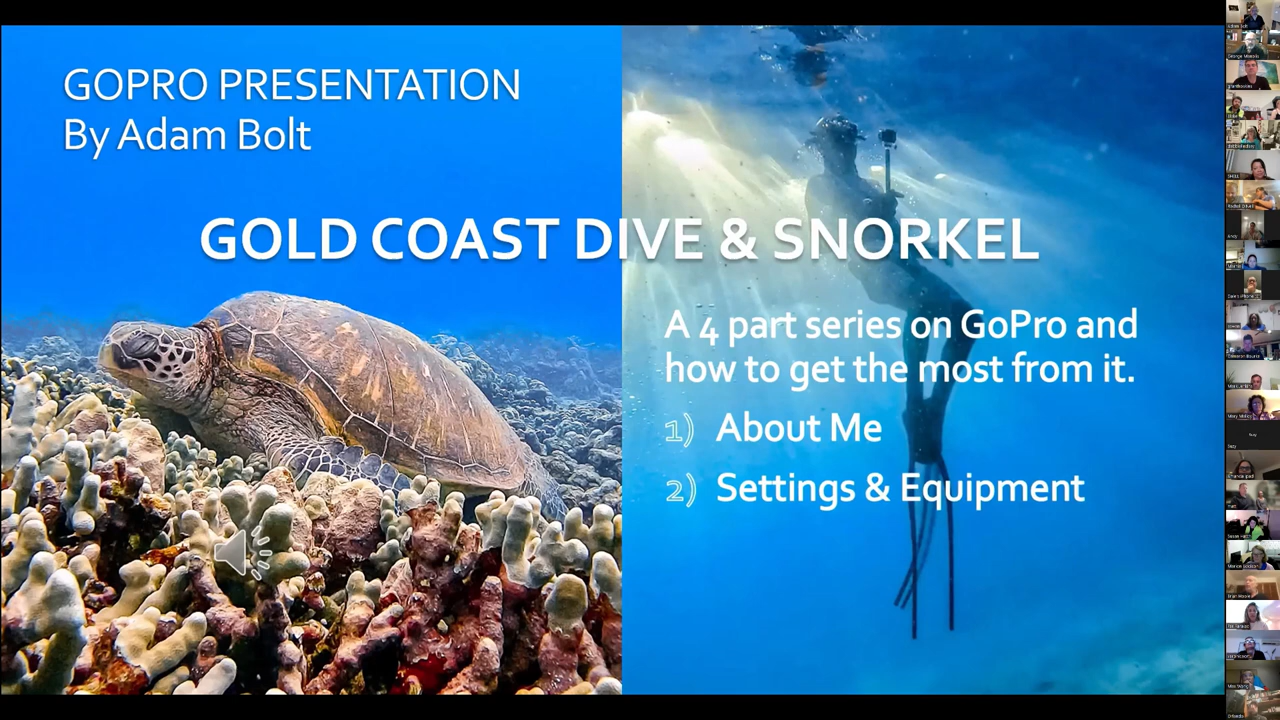 GOPRO PRESENTATION
By Adam Bolt
GOLD COAST DIVE & SNORKEL
A 4 part series on GoPro and
how to get the most from it.
1) About Me
2) Settings & Equipment